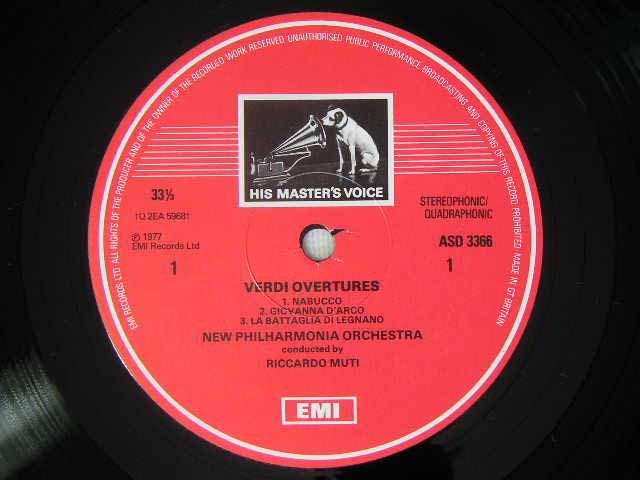 EMI RECORDS LTD ALL RIGHTS OF THE PRODUCER AND OF THE OWNER OF THE RECORDED WORK RESERVED UNAUTHORISED PUBLIC PERFORMANCE BROADCASTING AND COPYING OF THIS RECORD PROHIBITED MADE IN GT BRITAIN
HIS MASTER'S VOICE
33⅓
STEREOPHONIC/
QUADRAPHONIC
1Q 2EA 59681
℗ 1977
EMI Records Ltd
ASD 3366
1
1
VERDI OVERTURES
1. NABUCCO
2. GIOVANNA D'ARCO
3. LA BATTAGLIA DI LEGNANO
NEW PHILHARMONIA ORCHESTRA
conducted by
RICCARDO MUTI
EMI